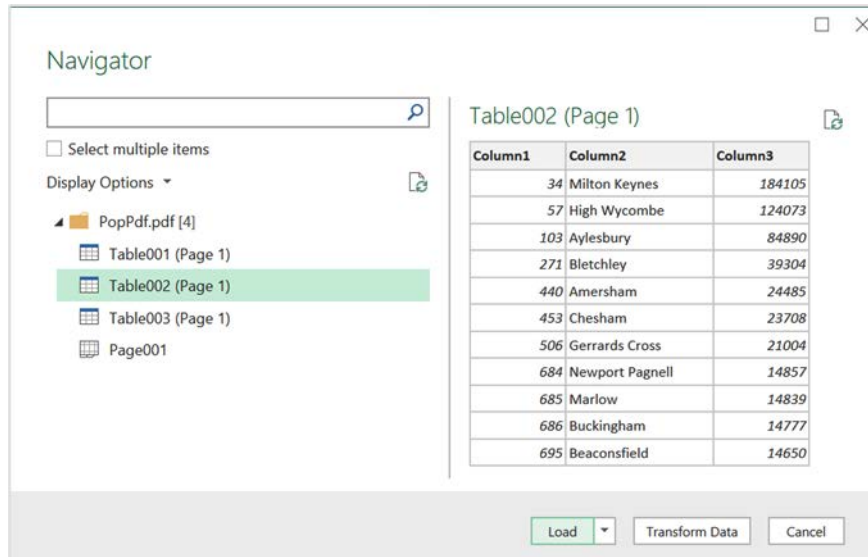 Navigator
Select multiple items
Display Options
PopPdf.pdf [4]
Table001 (Page 1)
Table002 (Page 1)
Table003 (Page 1)
Page001
Table002 (Page 1)
Column1 Column2 Column3
34 Milton Keynes 184105
57 High Wycombe 124073
103 Aylesbury 84890
271 Bletchley 39304
440 Amersham 24485
453 Chesham 23708
506 Gerrards Cross 21004
684 Newport Pagnell 14857
685 Marlow 14839
686 Buckingham 14777
695 Beaconsfield 14650
Load Transform Data Cancel